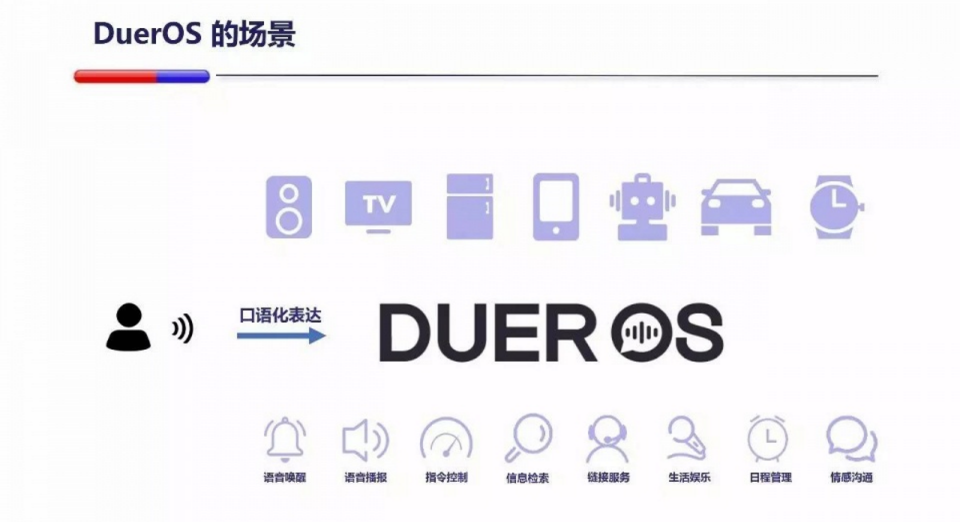 DuerOS 的场景
TV
口语化表达
DUER OS
语音唤醒
语音播报
指令控制
信息检索
链接服务
生活娱乐
日程管理
情感沟通